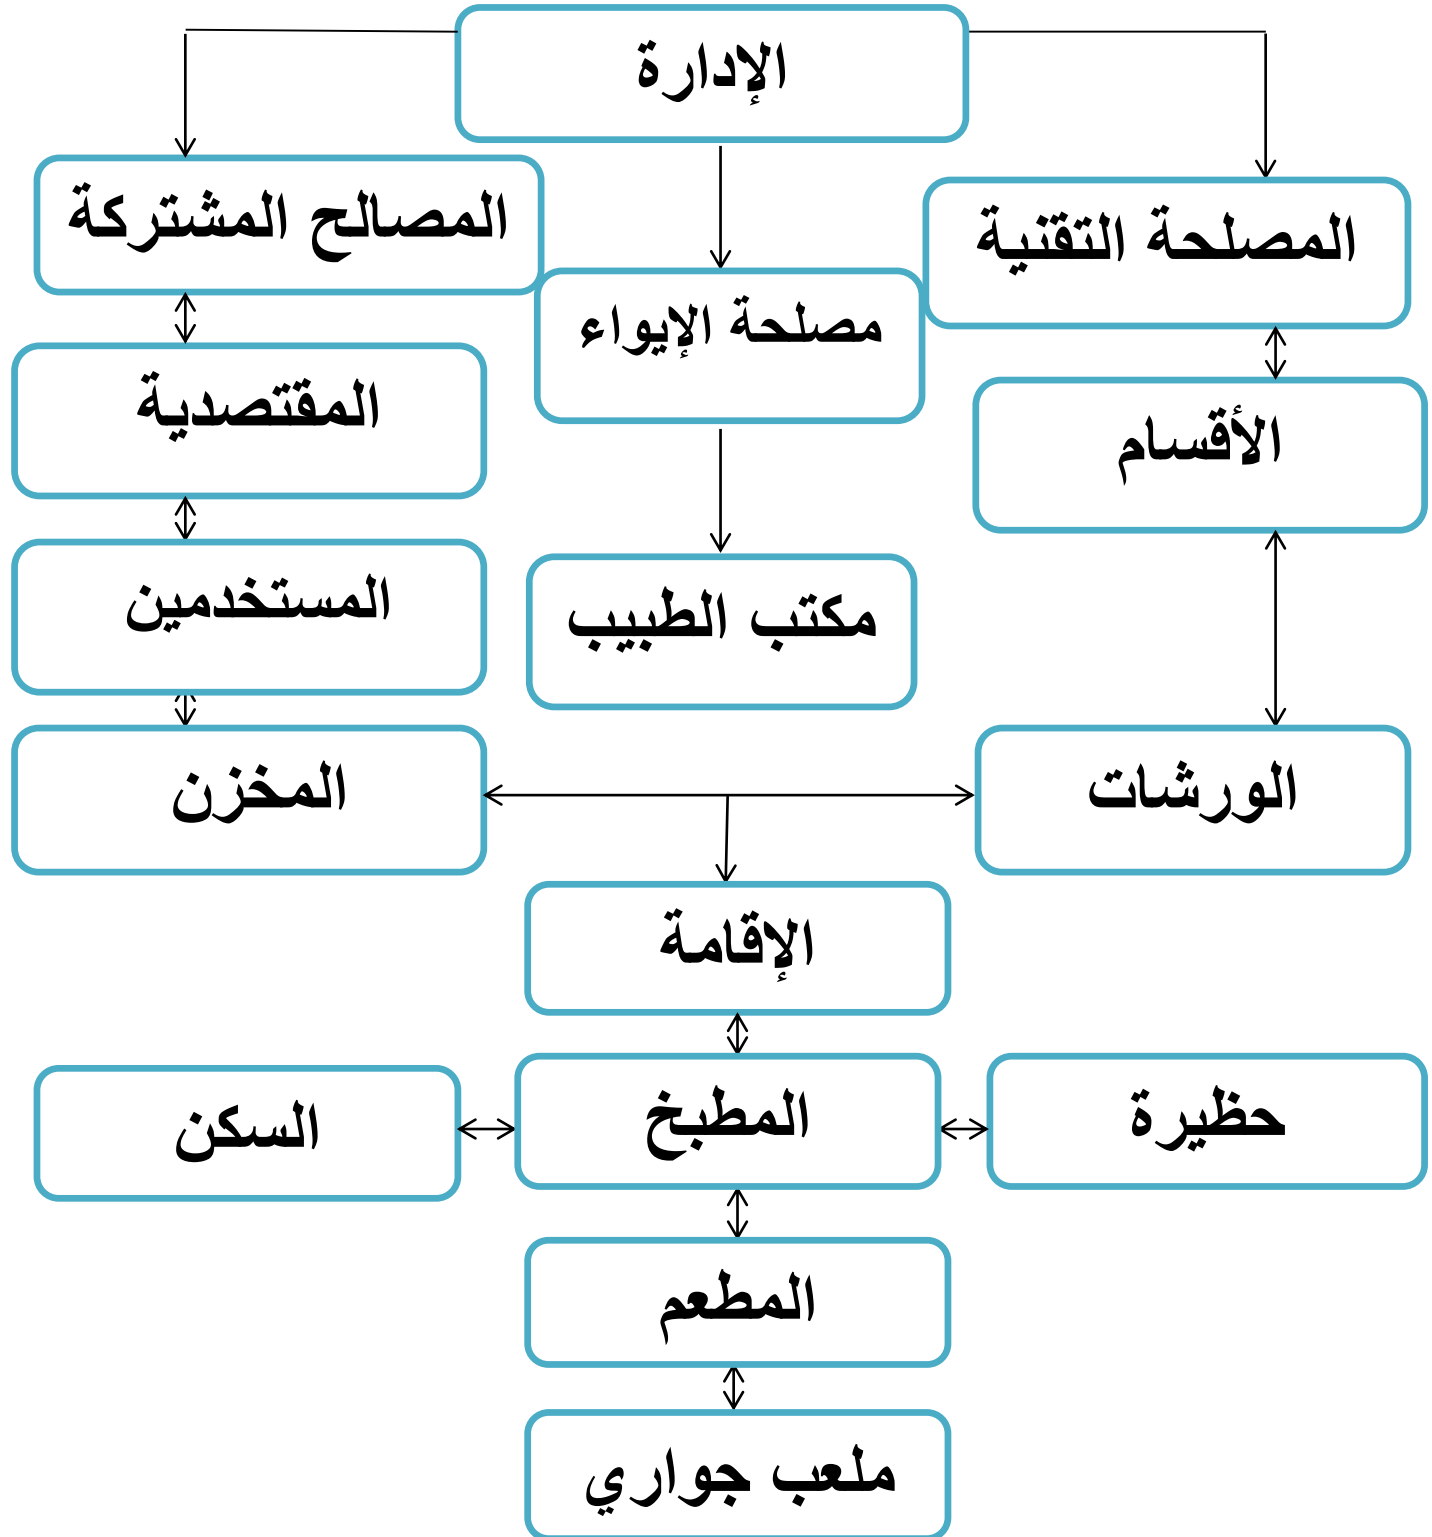 الإدارة
المصلحة التقنية
مصلحة الإيواء
المصالح المشتركة
الأقسام
المقتصدية
مكتب الطبيب
المستخدمين
الورشات
المخزن
الإقامة
حظيرة
المطبخ
السكن
المطعم
ملعب جواري